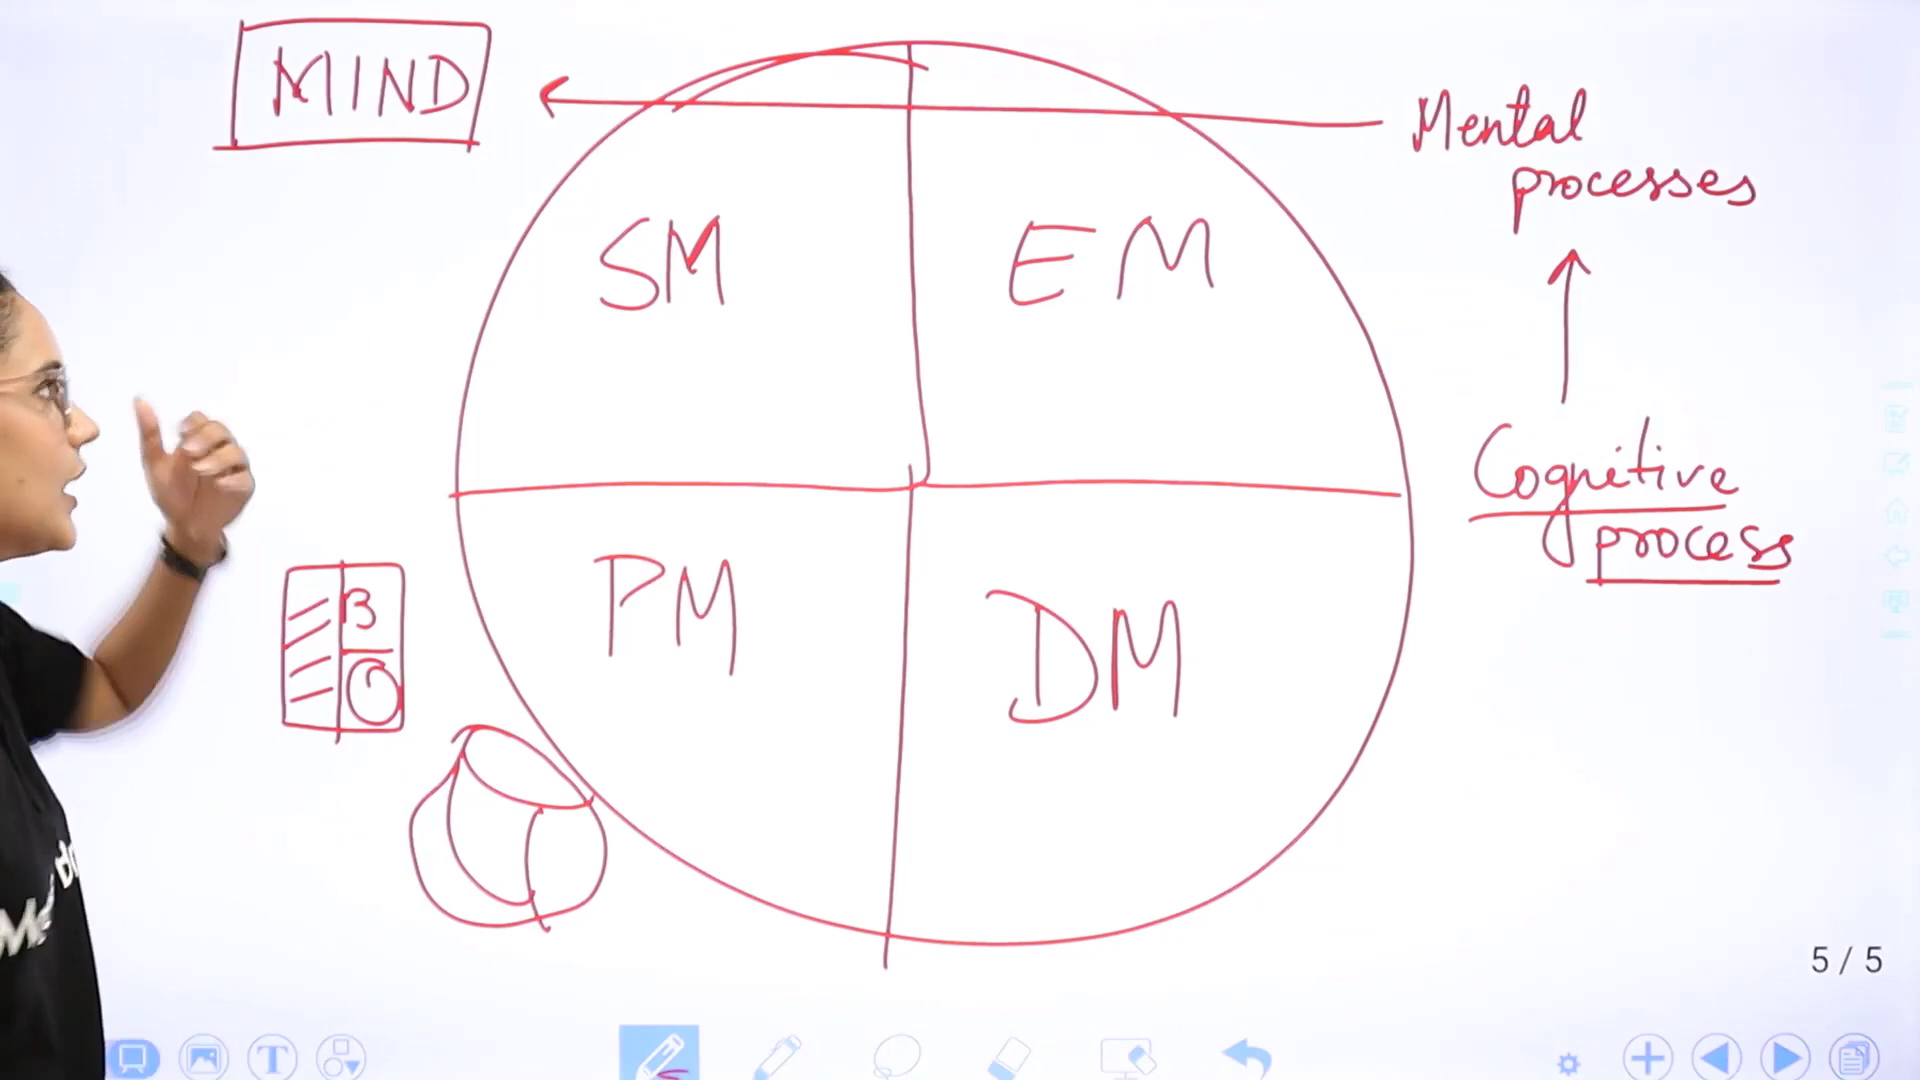 MIND
Mental
processes
SM
EM
Cognitive
process
PM
DM
B
5 / 5
T